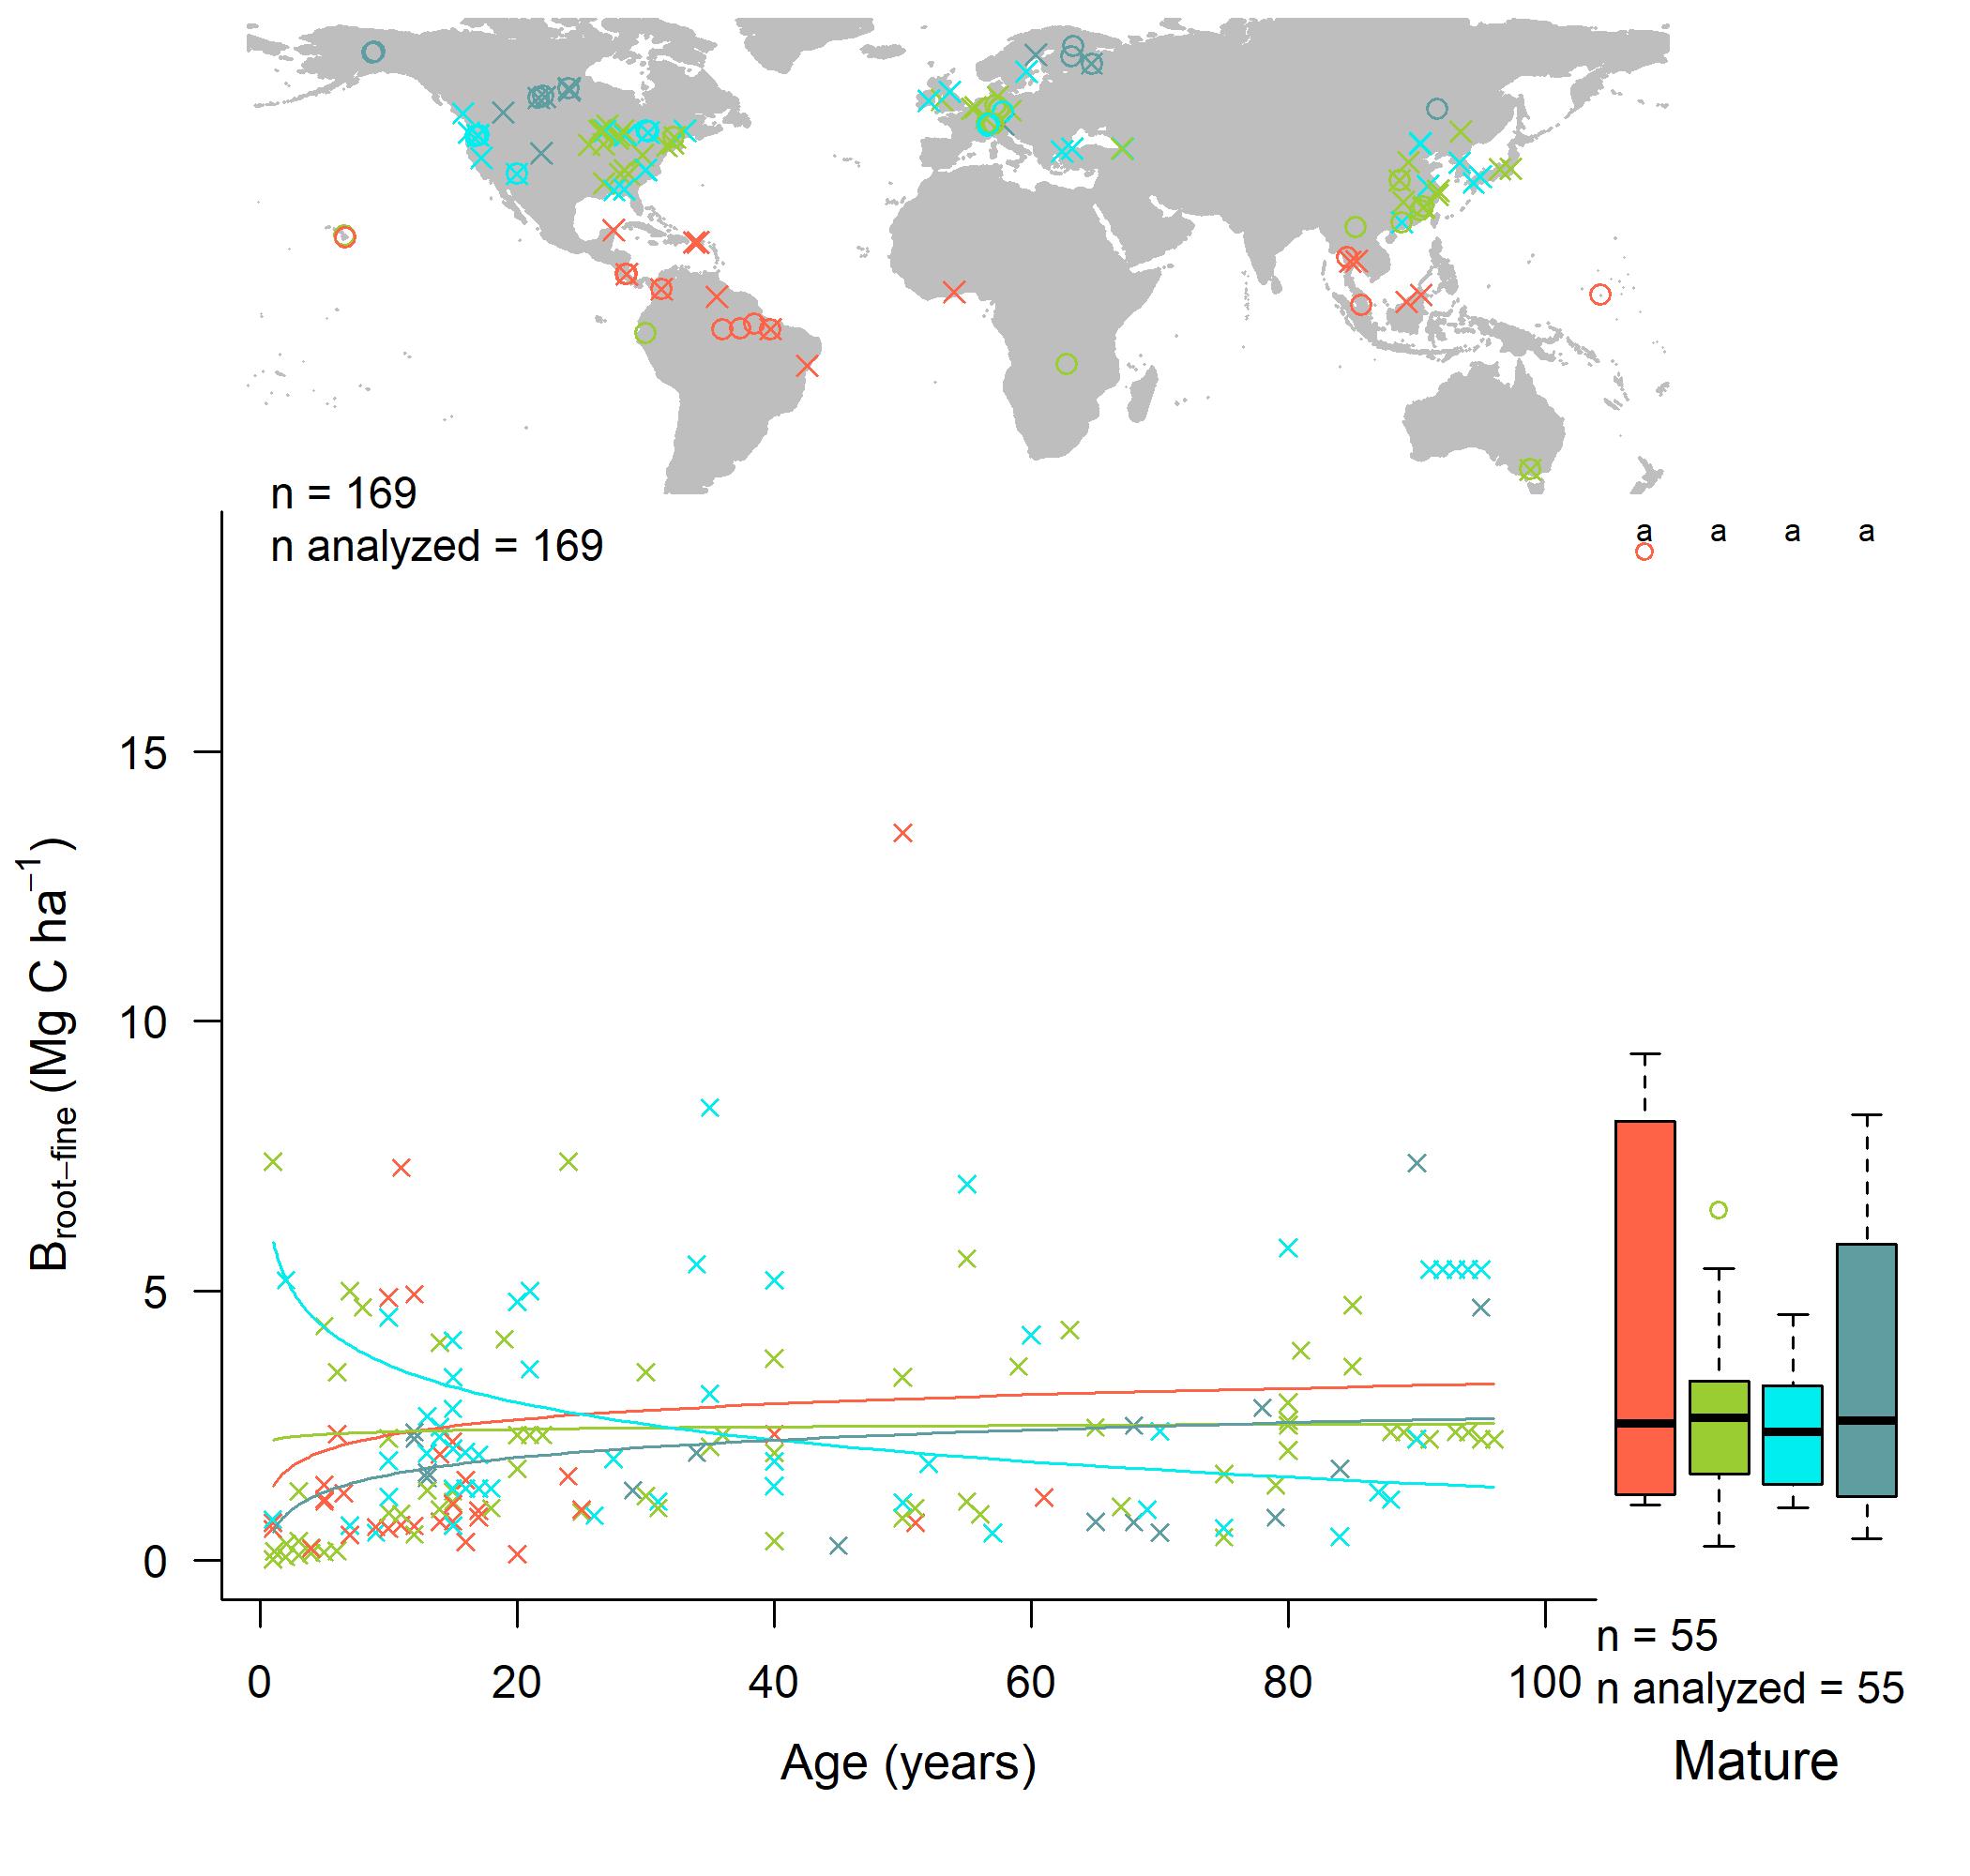 n = 169
n analyzed = 169
a a a a
15
10
5
0
B root−fine (Mg C ha−1)
0 20 40 60 80 100
Age (years)
n = 55
n analyzed = 55
Mature